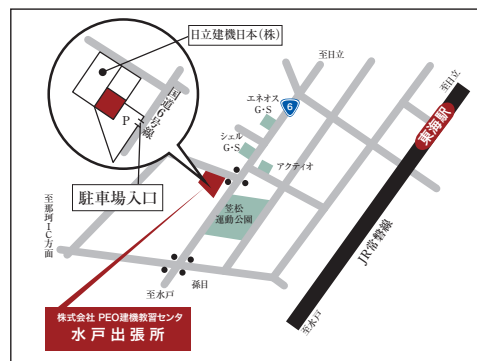 日立建機日本(株)
国道6号線
P
駐車場入口
至那珂IC方面
エネオス
G・S
6
至日立
シェル
G・S
アクティオ
笠松
運動公園
至日立
東海駅
JR常磐線
孫目
至水戸
至水戸
株式会社 PEO建機教習センタ
水戸出張所